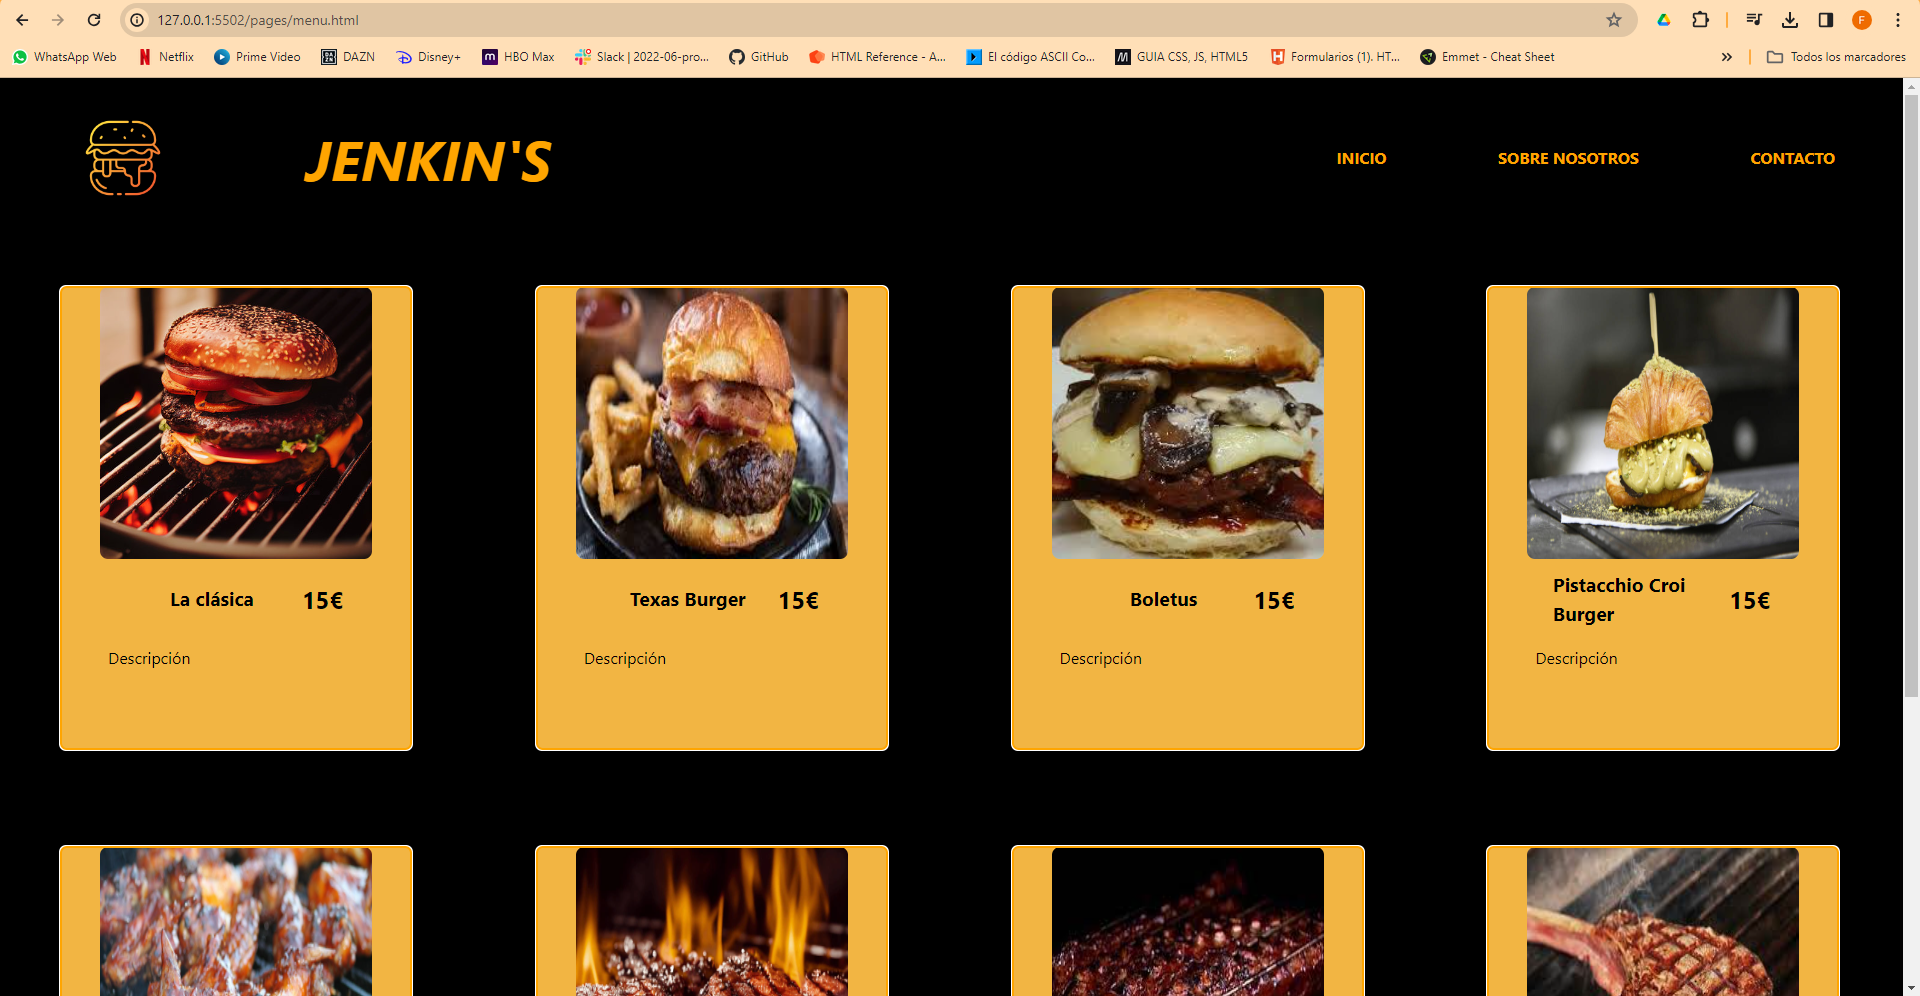 127.0.0.1:5502/pages/menu.html
F
WhatsApp Web
Netflix
Prime Video
DAZN
Disney+
HBO Max
Slack | 2022-06-pro...
GitHub
HTML Reference - A...
El código ASCII Co...
GUIA CSS, JS, HTML5
Formularios (1). HT...
Emmet - Cheat Sheet
»
Todos los marcadores
JENKIN'S
INICIO
SOBRE NOSOTROS
CONTACTO
La clásica
15€
Descripción
Texas Burger
15€
Descripción
Boletus
15€
Descripción
Pistacchio Croi
Burger
15€
Descripción